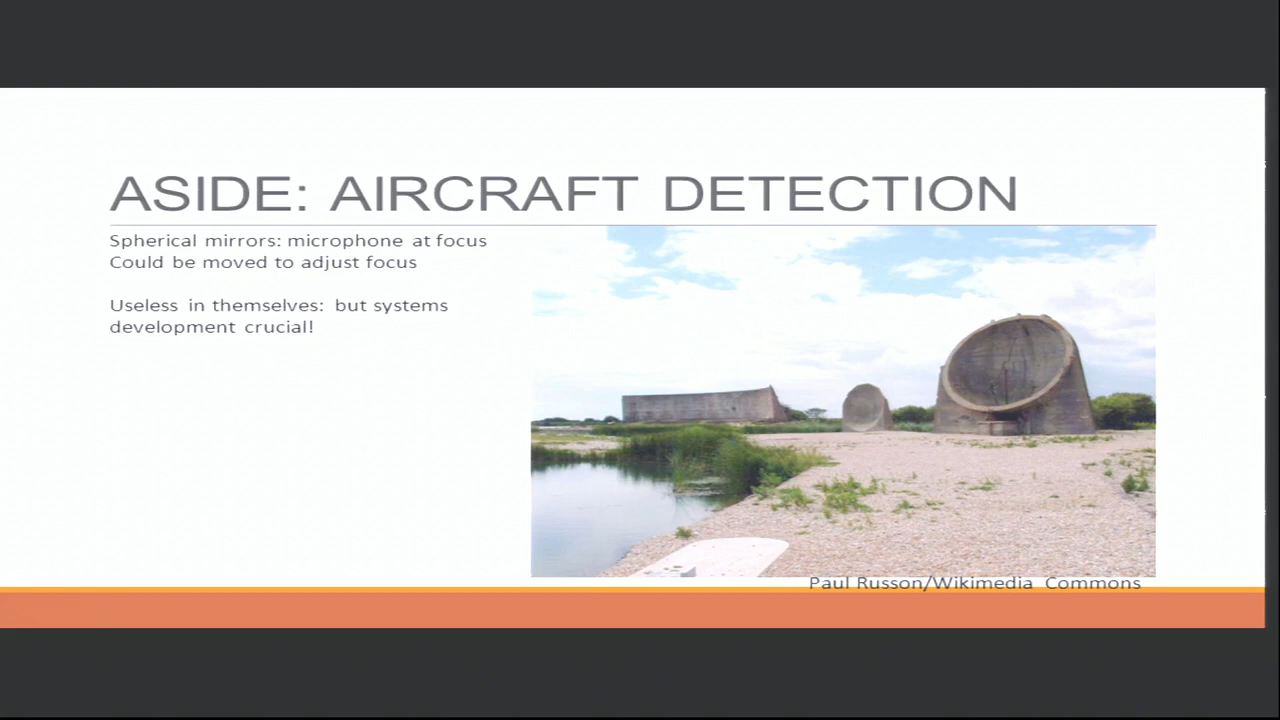 ASIDE: AIRCRAFT DETECTION
Spherical mirrors: microphone at focus
Could be moved to adjust focus
Useless in themselves: but systems
development crucial!
Paul Russon/Wikimedia Commons